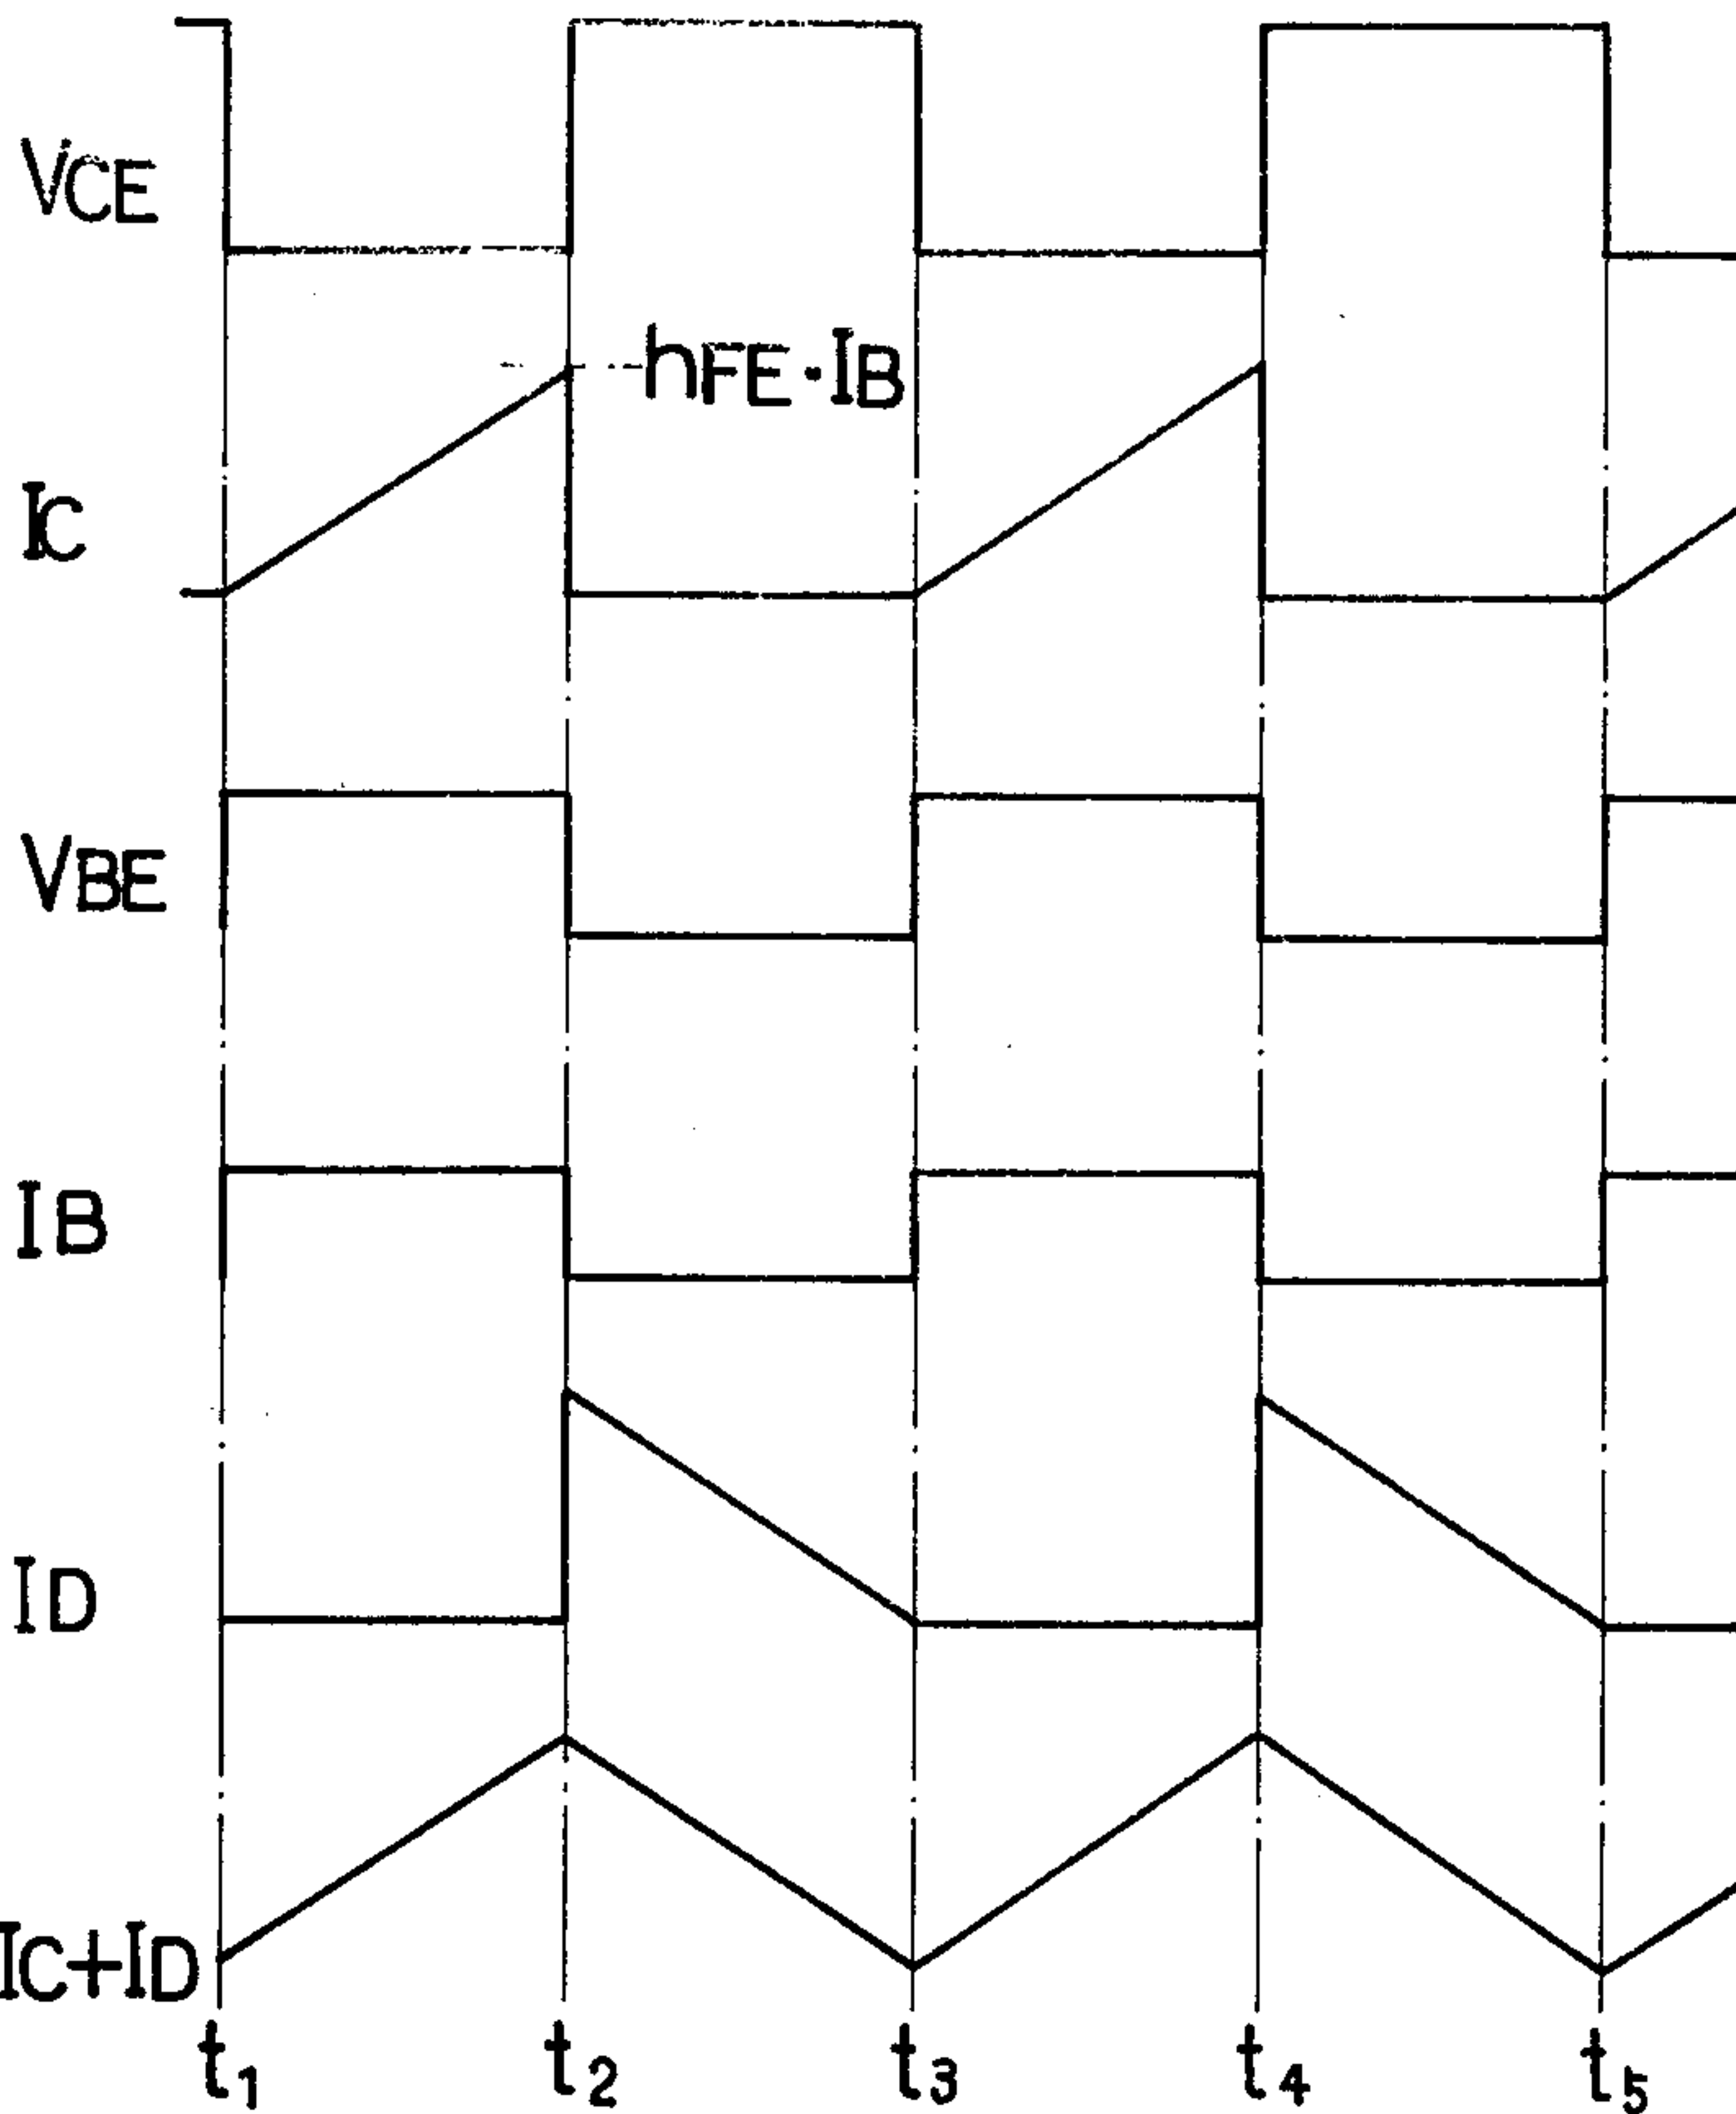 VCE
hFE·IB
IC
VBE
IB
ID
IC+ID
t1 t2 t3 t4 t5